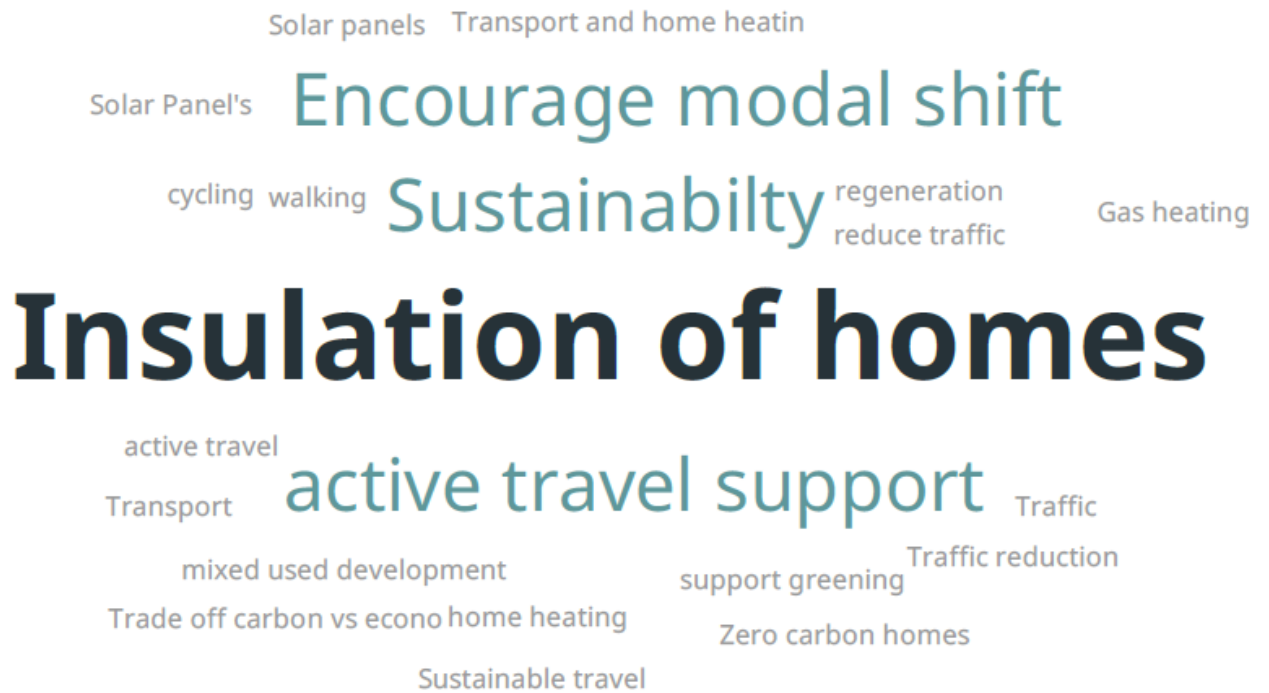 Solar panels
Transport and home heatin
Solar Panel's
Encourage modal shift
cycling
walking
Sustainabilty
regeneration
Gas heating
reduce traffic
Insulation of homes
active travel
active travel support
Transport
Traffic
mixed used development
Traffic reduction
support greening
Trade off carbon vs econo
home heating
Zero carbon homes
Sustainable travel